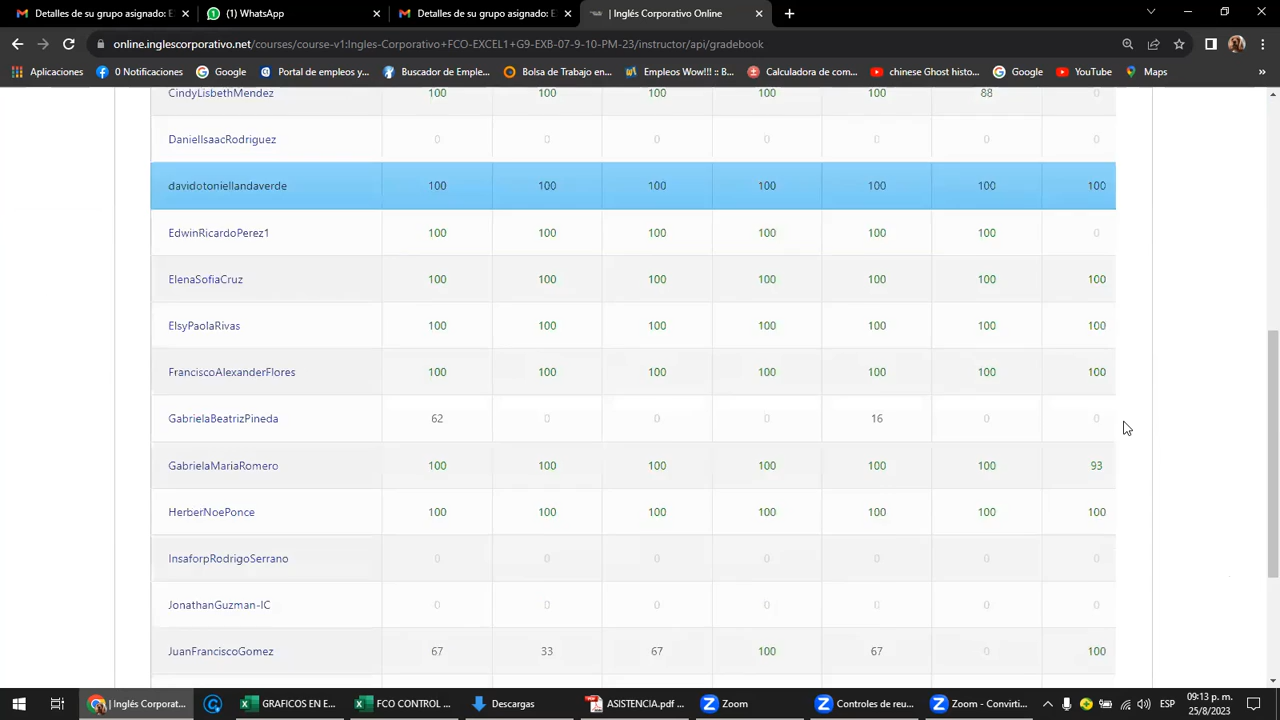 Detalles de su grupo asignado: E
(1) WhatsApp
Detalles de su grupo asignado: E
| Inglés Corporativo Online
online.inglescorporativo.net/courses/course-v1:Ingles-Corporativo+FCO-EXCEL1+G9-EXB-07-9-10-PM-23/instructor/api/gradebook
Aplicaciones
0 Notificaciones
Google
Portal de empleos y...
Buscador de Emple...
Bolsa de Trabajo en...
Empleos Wow!!! :: B...
Calculadora de com...
chinese Ghost histo...
Google
YouTube
Maps
»
CindyLisbethMendez 100 100 100 100 100 88 0
DanielIsaacRodriguez 0 0 0 0 0 0 0
davidotoniellandaverde 100 100 100 100 100 100 100
EdwinRicardoPerez1 100 100 100 100 100 100 0
ElenaSofiaCruz 100 100 100 100 100 100 100
ElsyPaolaRivas 100 100 100 100 100 100 100
FranciscoAlexanderFlores 100 100 100 100 100 100 100
GabrielaBeatrizPineda 62 0 0 0 16 0 0
GabrielaMariaRomero 100 100 100 100 100 100 93
HerberNoePonce 100 100 100 100 100 100 100
InsaforpRodrigoSerrano 0 0 0 0 0 0 0
JonathanGuzman-IC 0 0 0 0 0 0 0
JuanFranciscoGomez 67 33 67 100 67 0 100
| Inglés Corporat...
GRAFICOS EN E...
FCO CONTROL ...
Descargas
ASISTENCIA.pdf ...
Zoom
Controles de reu...
Zoom - Convirti...
ESP
09:13 p. m.
25/8/2023